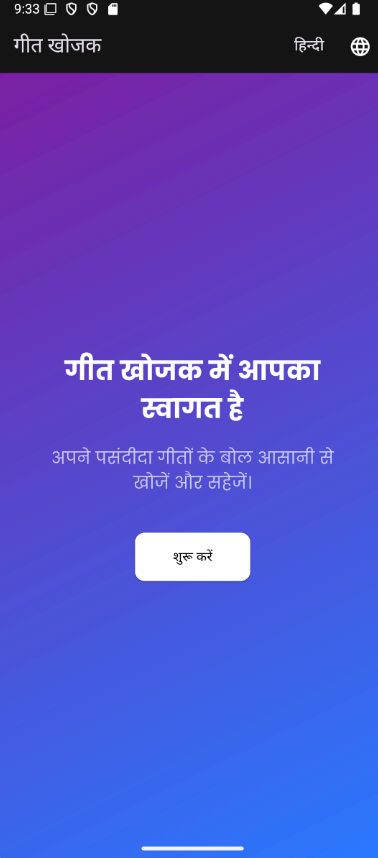 9:33
गीत खोजक
हिन्दी
गीत खोजक में आपका
स्वागत है
अपने पसंदीदा गीतों के बोल आसानी से
खोजें और सहेजें।
शुरू करें